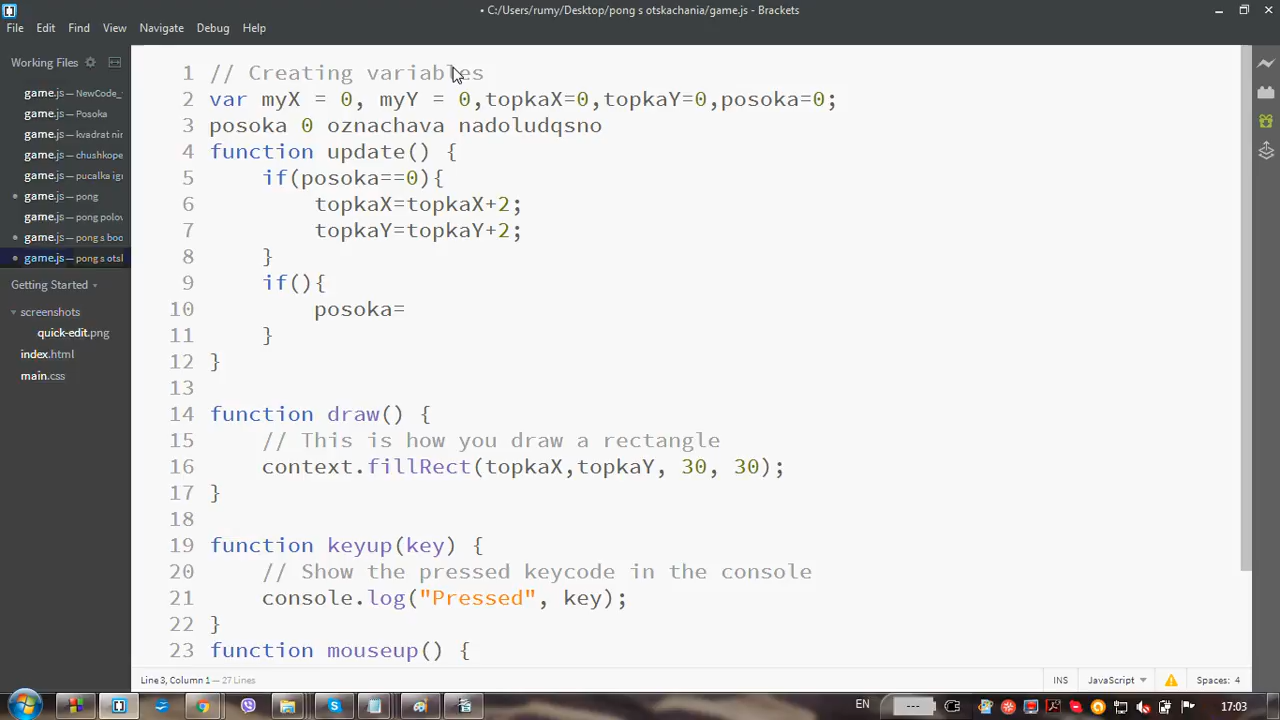 • C:/Users/rumy/Desktop/pong s otskachania/game.js - Brackets
File Edit View Navigate Debug Help
Working Files
game.js — NewCode_
game.js — Posoka
game.js — kvadrat nir
game.js — chushkope
game.js — pucalka igr
game.js — pong
game.js — pong polov
game.js — pong s boo
game.js — pong s otsl
Getting Started
screenshots
quick-edit.png
index.html
main.css
1 // Creating variables
2 var myX = 0, myY = 0,topkaX=0,topkaY=0,posoka=0;
3 posoka 0 oznachava nadoludqsno
4 function update() {
5 if(posoka==0){
6 topkaX=topkaX+2;
7 topkaY=topkaY+2;
8 }
9 if(){
10 posoka=
11 }
12 }
13
14 function draw() {
15 // This is how you draw a rectangle
16 context.fillRect(topkaX,topkaY, 30, 30);
17 }
18
19 function keyup(key) {
20 // Show the pressed keycode in the console
21 console.log("Pressed", key);
22 }
23 function mouseup() {
Line 3, Column 1 — 27 Lines
INS JavaScript Spaces: 4
EN 17:03